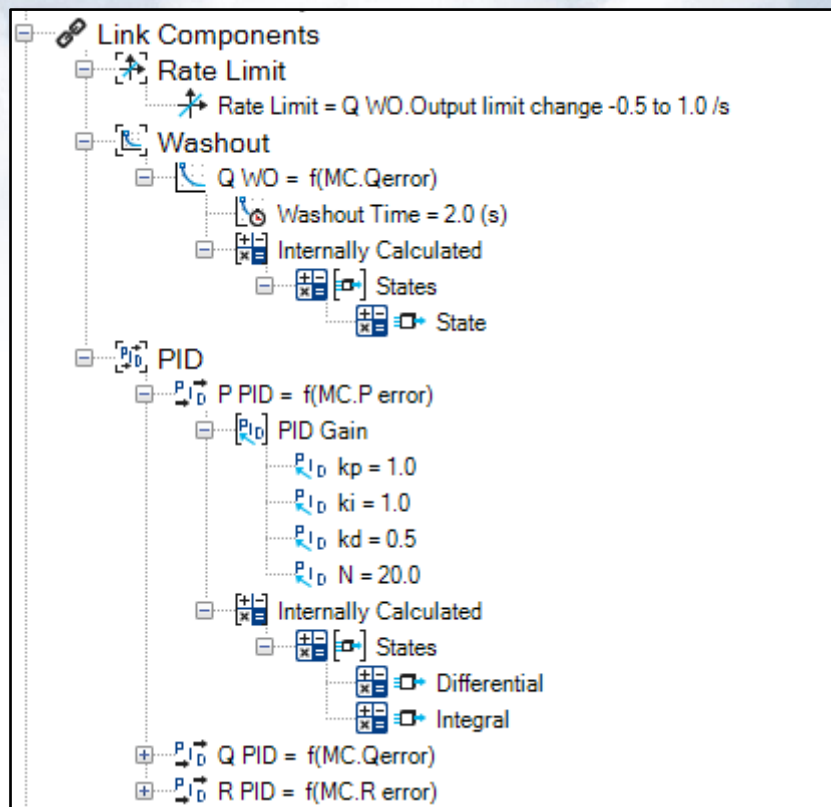 Link Components
Rate Limit
Rate Limit = Q WO.Output limit change -0.5 to 1.0 /s
Washout
Q WO = f(MC.Qerror)
Washout Time = 2.0 (s)
Internally Calculated
States
State
PID
P PID = f(MC.P error)
PID Gain
kp = 1.0
ki = 1.0
kd = 0.5
N = 20.0
Internally Calculated
States
Differential
Integral
Q PID = f(MC.Qerror)
R PID = f(MC.R error)